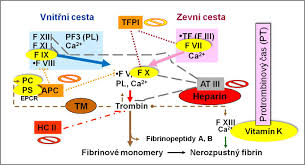 Vnitřní cesta
TFPI
Zevní cesta
F XII
PF3 (PL)
F XI
Ca²⁺
F IX
•F VIII
•TF (F III)
F VII
Ca²⁺
PC
PS
EPCR
APC
•F V,
F X
PL, Ca²⁺
AT III
Heparin
TM
Trombin
HC II
F XIII
Ca²⁺
Vitamin K
Protrombinový čas (PT)
Fibrinopeptidy A, B
Fibrinové monomery
Nerozpustný fibrin